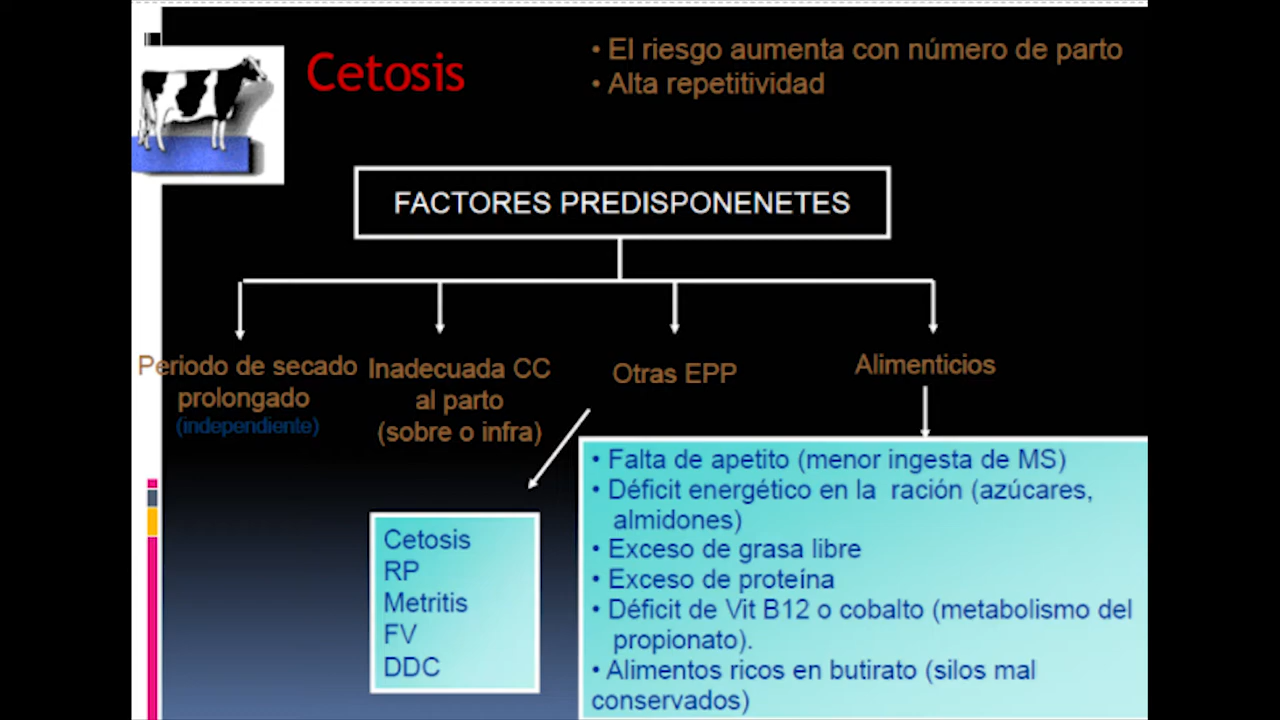 Cetosis
• El riesgo aumenta con número de parto
• Alta repetitividad
FACTORES PREDISPONENETES
Periodo de secado
prolongado
(independiente)
Inadecuada CC
al parto
(sobre o infra)
Otras EPP
Alimenticios
Cetosis
RP
Metritis
FV
DDC
• Falta de apetito (menor ingesta de MS)
• Déficit energético en la ración (azúcares,
almidones)
• Exceso de grasa libre
• Exceso de proteína
• Déficit de Vit B12 o cobalto (metabolismo del
propionato).
• Alimentos ricos en butirato (silos mal
conservados)